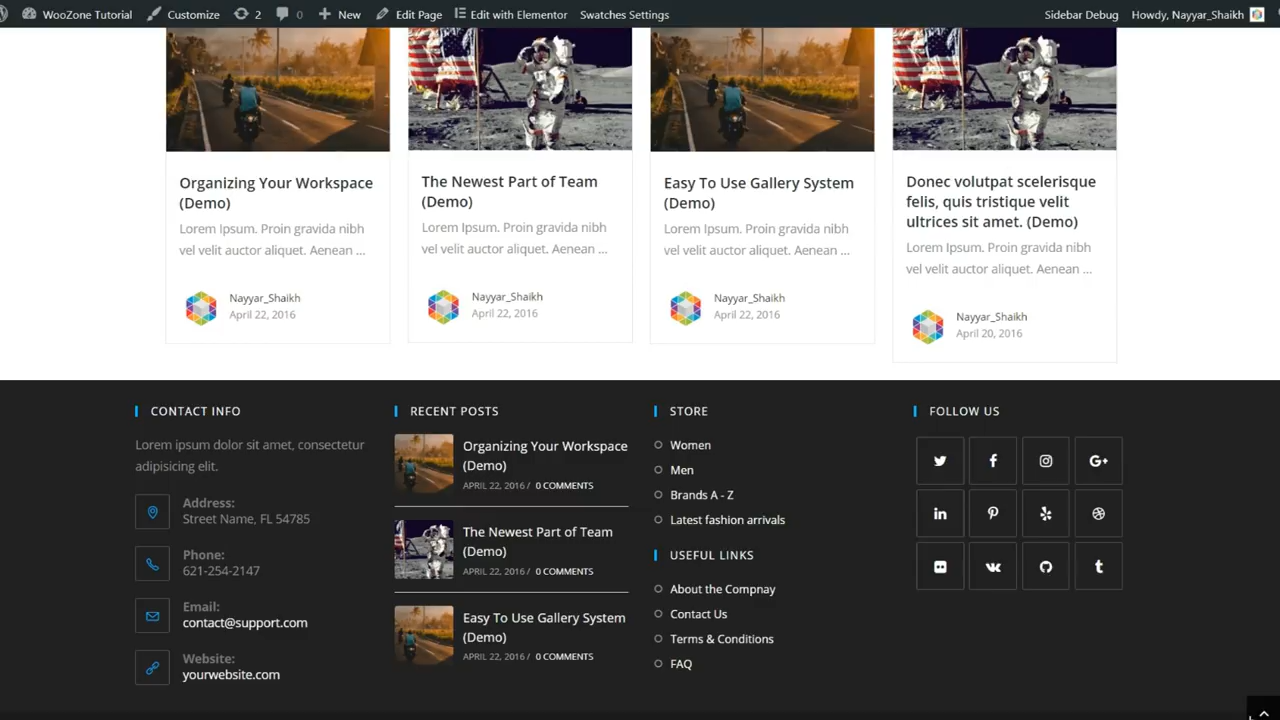 WooZone Tutorial Customize 2 0 New Edit Page Edit with Elementor Swatches Settings Sidebar Debug Howdy, Nayyar_Shaikh
Organizing Your Workspace
(Demo)
Lorem Ipsum. Proin gravida nibh
vel velit auctor aliquet. Aenean ...
Nayyar_Shaikh
April 22, 2016
The Newest Part of Team
(Demo)
Lorem Ipsum. Proin gravida nibh
vel velit auctor aliquet. Aenean ...
Nayyar_Shaikh
April 22, 2016
Easy To Use Gallery System
(Demo)
Lorem Ipsum. Proin gravida nibh
vel velit auctor aliquet. Aenean ...
Nayyar_Shaikh
April 22, 2016
Donec volutpat scelerisque
felis, quis tristique velit
ultrices sit amet. (Demo)
Lorem Ipsum. Proin gravida nibh
vel velit auctor aliquet. Aenean ...
Nayyar_Shaikh
April 20, 2016
CONTACT INFO
Lorem ipsum dolor sit amet, consectetur
adipisicing elit.
Address:
Street Name, FL 54785
Phone:
621-254-2147
Email:
contact@support.com
Website:
yourwebsite.com
RECENT POSTS
Organizing Your Workspace
(Demo)
APRIL 22, 2016 / 0 COMMENTS
The Newest Part of Team
(Demo)
APRIL 22, 2016 / 0 COMMENTS
Easy To Use Gallery System
(Demo)
APRIL 22, 2016 / 0 COMMENTS
STORE
Women
Men
Brands A - Z
Latest fashion arrivals
USEFUL LINKS
About the Compnay
Contact Us
Terms & Conditions
FAQ
FOLLOW US